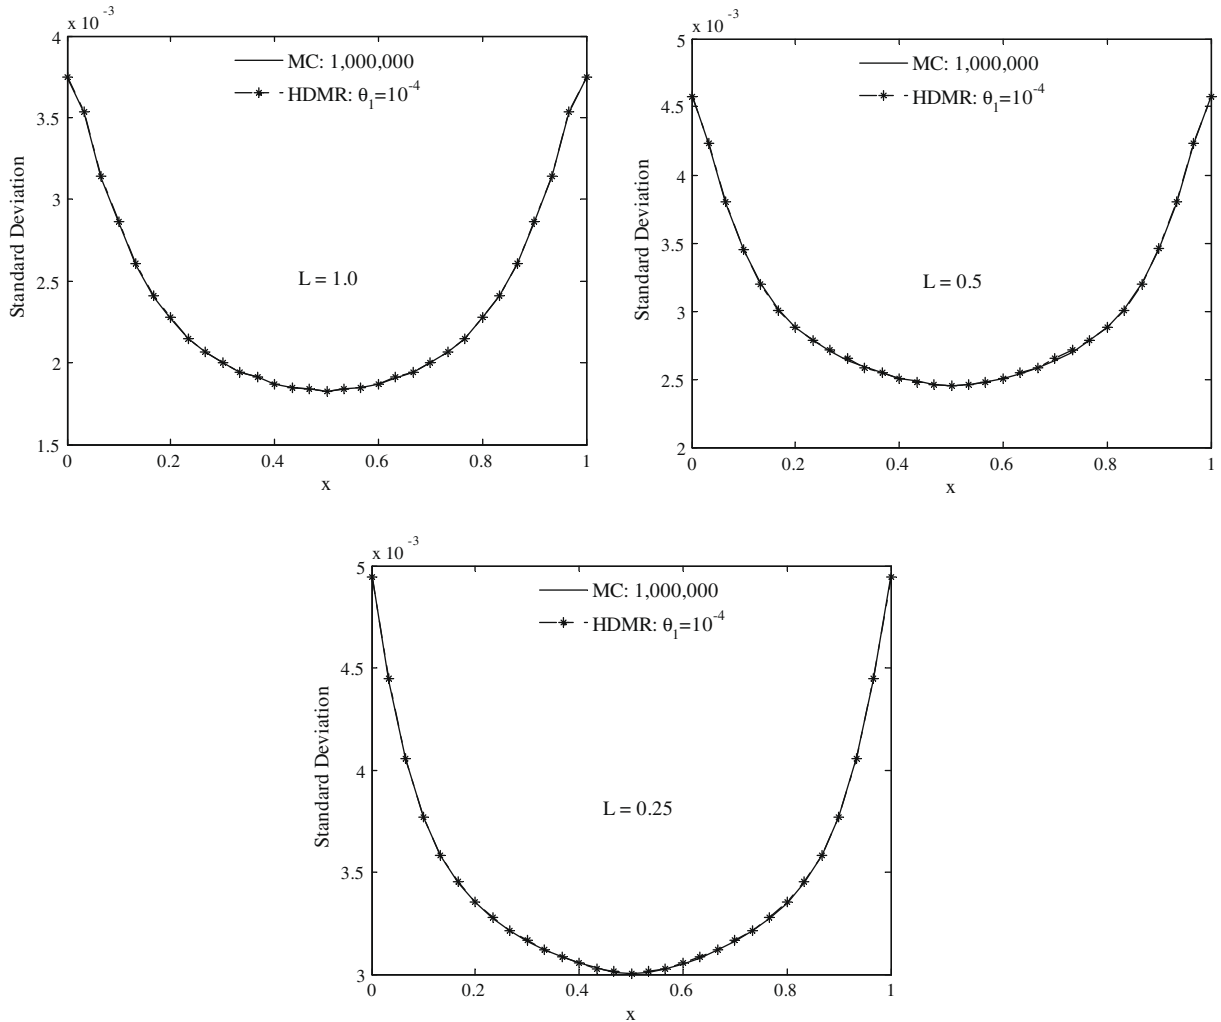 x 10 -3
4
3.5
3
2.5
2
1.5
Standard Deviation
MC: 1,000,000
HDMR: θ1=10-4
L = 1.0
0 0.2 0.4 0.6 0.8 1
x
x 10 -3
5
4.5
4
3.5
3
2.5
2
Standard Deviation
MC: 1,000,000
HDMR: θ1=10-4
L = 0.5
0 0.2 0.4 0.6 0.8 1
x
x 10 -3
5
4.5
4
3.5
3
Standard Deviation
MC: 1,000,000
HDMR: θ1=10-4
L = 0.25
0 0.2 0.4 0.6 0.8 1
x